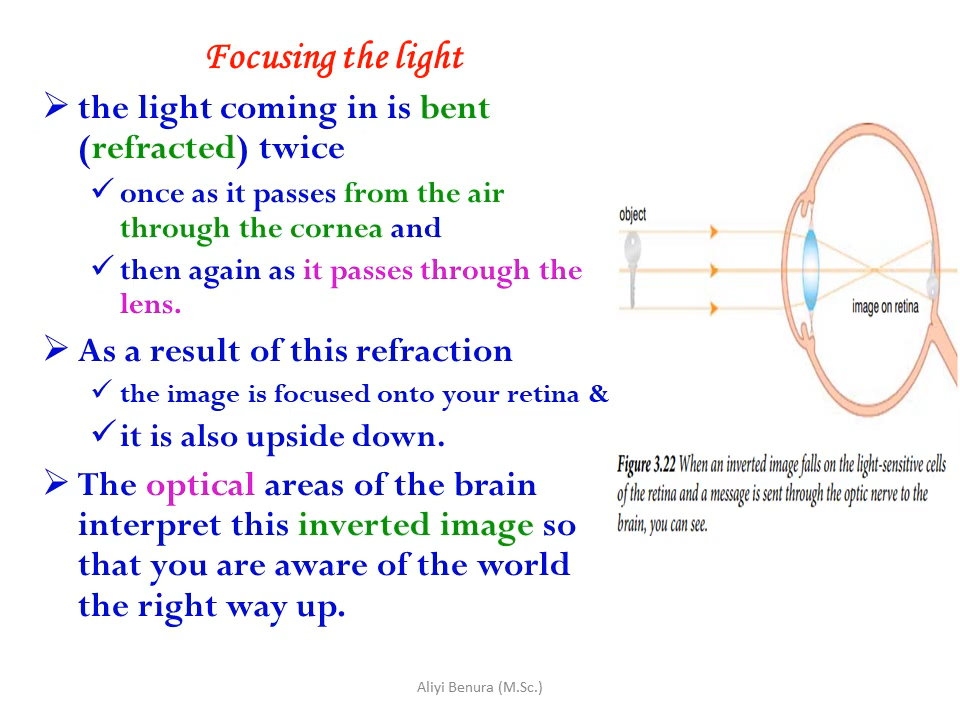 Focusing the light
➢ the light coming in is bent
(refracted) twice
✓ once as it passes from the air
through the cornea and
✓ then again as it passes through the
lens.
➢ As a result of this refraction
✓ the image is focused onto your retina &
✓ it is also upside down.
➢ The optical areas of the brain
interpret this inverted image so
that you are aware of the world
the right way up.
object
image on retina
Figure 3.22 When an inverted image falls on the light-sensitive cells
of the retina and a message is sent through the optic nerve to the
brain, you can see.
Aliyi Benura (M.Sc.)